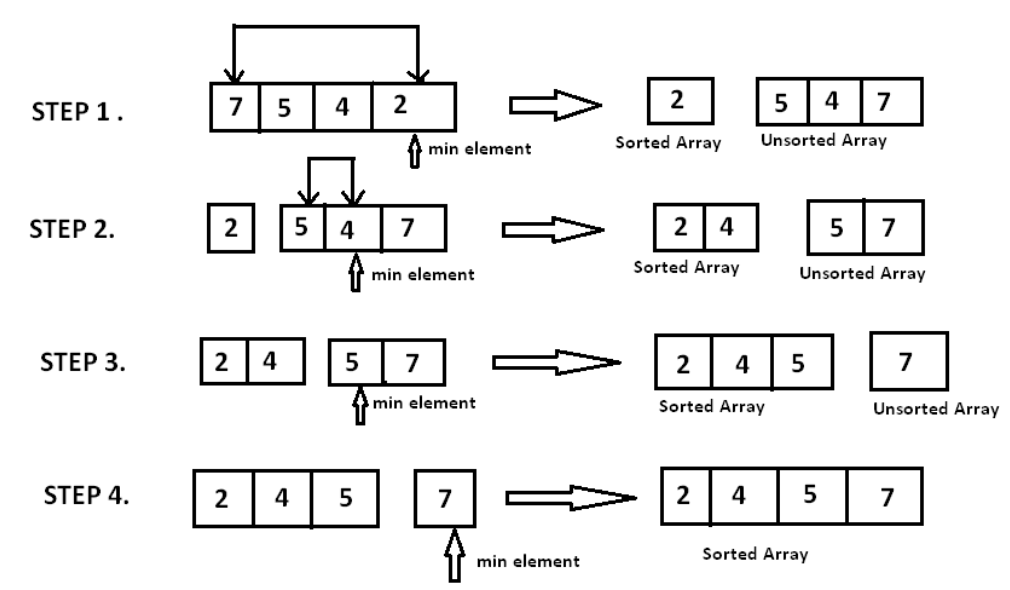 STEP 1 .
7 5 4 2
min element
2
Sorted Array
5 4 7
Unsorted Array
STEP 2.
2
5 4 7
min element
2 4
Sorted Array
5 7
Unsorted Array
STEP 3.
2 4
5 7
min element
2 4 5
Sorted Array
7
Unsorted Array
STEP 4.
2 4 5
7
min element
2 4 5 7
Sorted Array